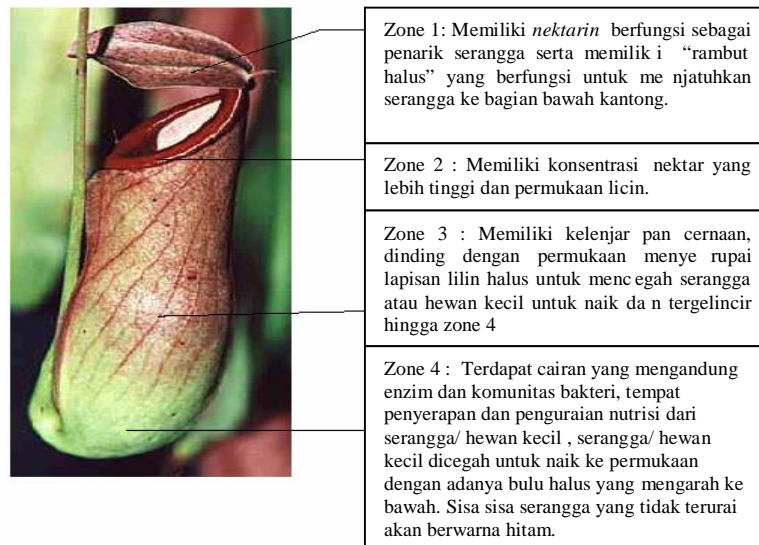 Zone 1: Memiliki nektarin berfungsi sebagai
penarik serangga serta memilik i “rambut
halus” yang berfungsi untuk me njatuhkan
serangga ke bagian bawah kantong.
Zone 2 : Memiliki konsentrasi nektar yang
lebih tinggi dan permukaan licin.
Zone 3 : Memiliki kelenjar pan cernaan,
dinding dengan permukaan menye rupai
lapisan lilin halus untuk menc egah serangga
atau hewan kecil untuk naik da n tergelincir
hingga zone 4
Zone 4 : Terdapat cairan yang mengandung
enzim dan komunitas bakteri, tempat
penyerapan dan penguraian nutrisi dari
serangga/ hewan kecil , serangga/ hewan
kecil dicegah untuk naik ke permukaan
dengan adanya bulu halus yang mengarah ke
bawah. Sisa sisa serangga yang tidak terurai
akan berwarna hitam.